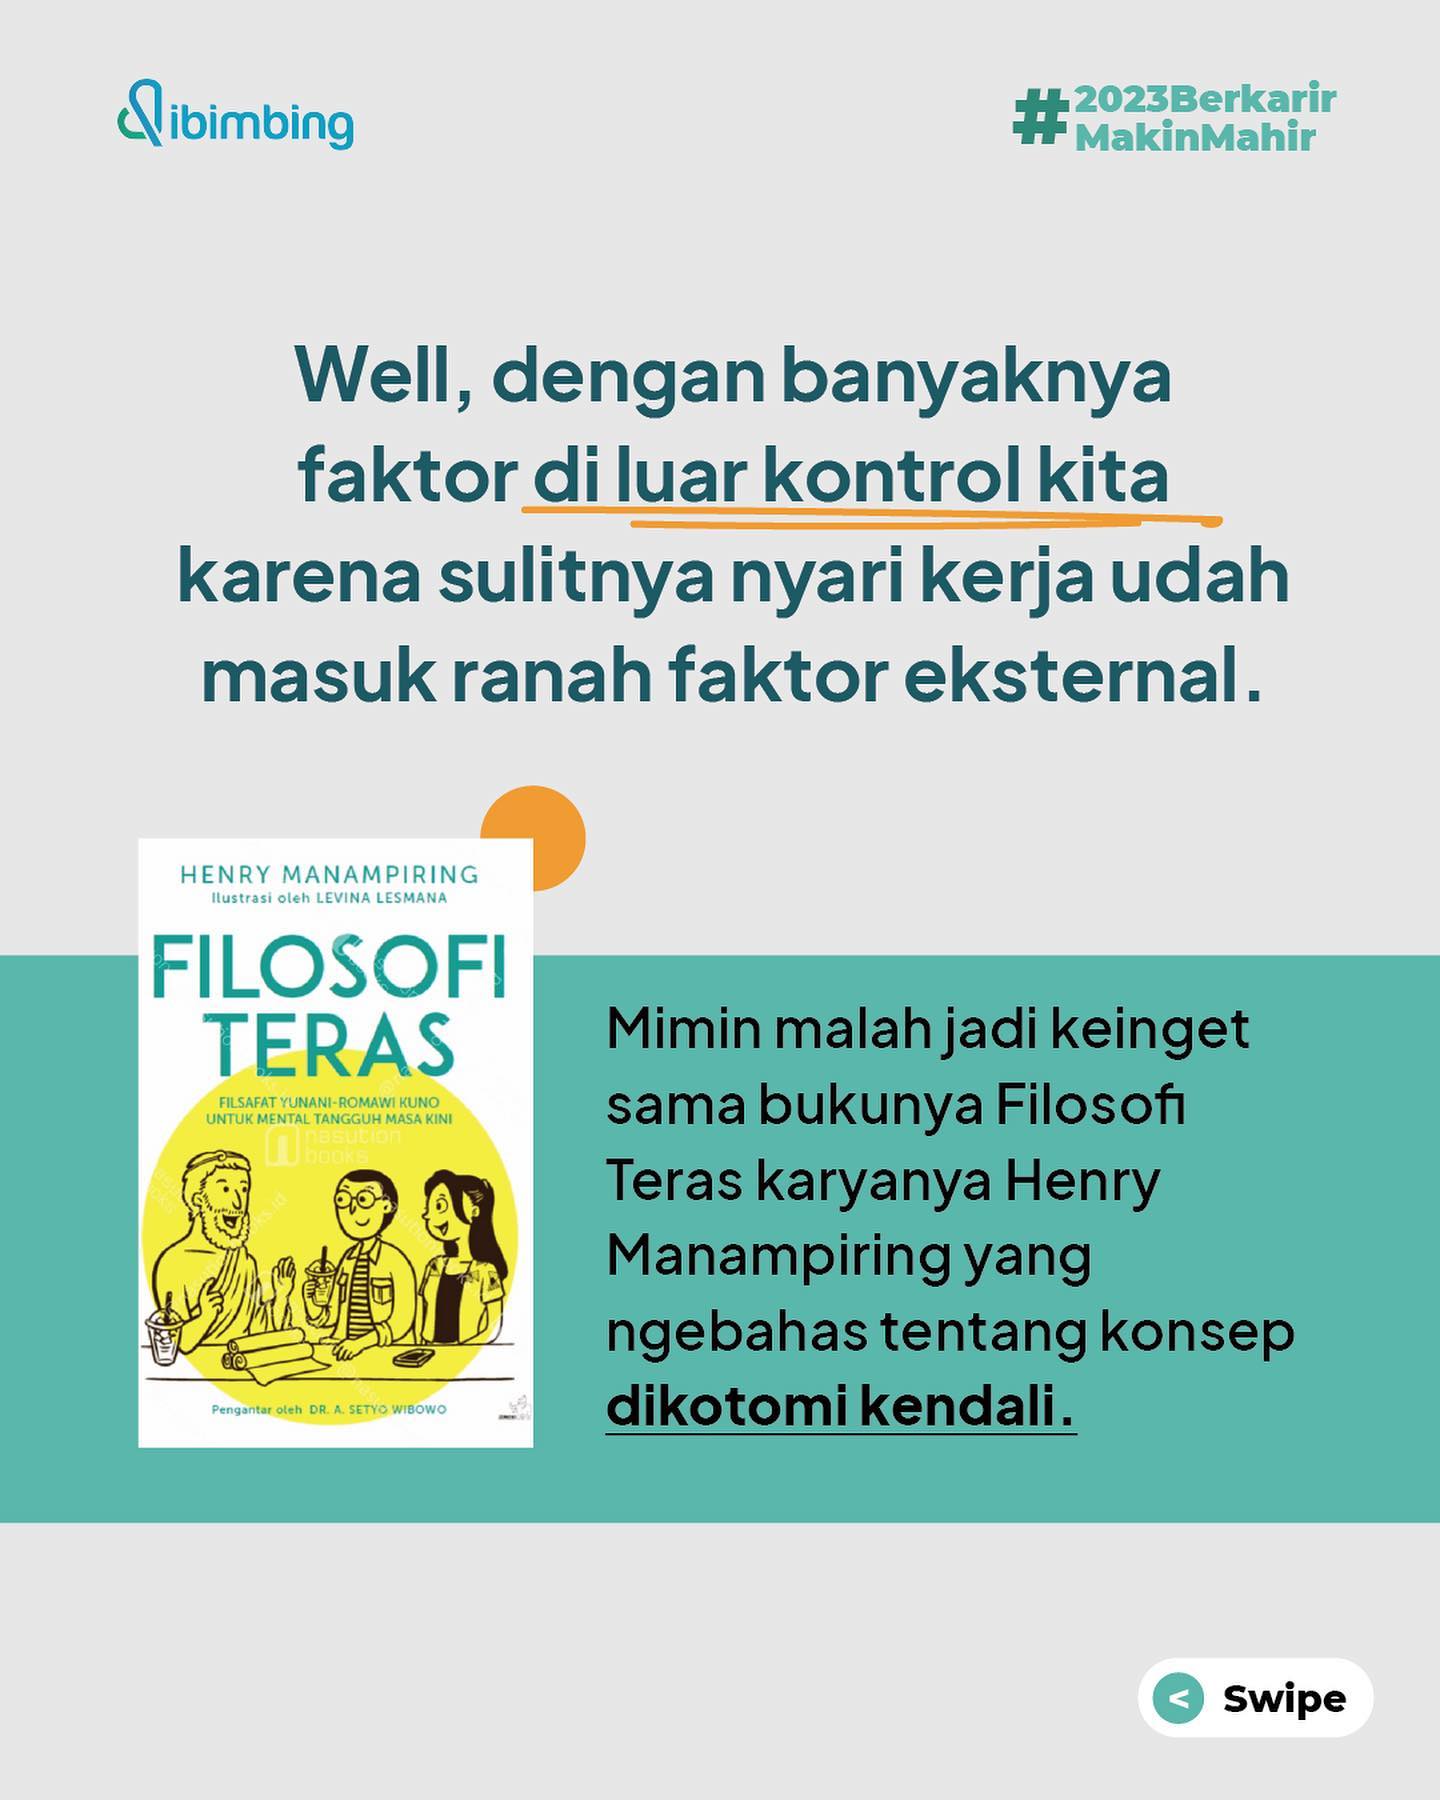 ibimbing
#2023Berkarir
MakinMahir
Well, dengan banyaknya
faktor di luar kontrol kita
karena sulitnya nyari kerja udah
masuk ranah faktor eksternal.
HENRY MANAMPIRING
Ilustrasi oleh LEVINA LESMANA
FILOSOFI
TERAS
FILSAFAT YUNANI-ROMAWI KUNO
UNTUK MENTAL TANGGUH MASA KINI
nasution
books
Pengantar oleh DR. A. SETYO WIBOWO
Mimin malah jadi keinget
sama bukunya Filosofi
Teras karyanya Henry
Manampiring yang
ngebahas tentang konsep
dikotomi kendali.
< Swipe